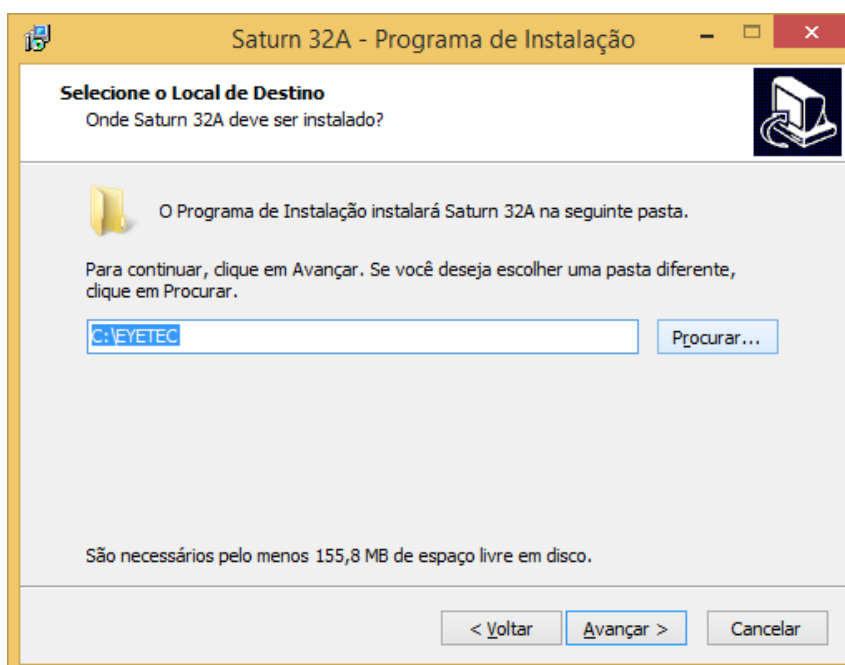 Saturn 32A - Programa de Instalação
Selecione o Local de Destino
Onde Saturn 32A deve ser instalado?
O Programa de Instalação instalará Saturn 32A na seguinte pasta.
Para continuar, clique em Avançar. Se você deseja escolher uma pasta diferente,
clique em Procurar.
C:\EYETEC
Procurar...
São necessários pelo menos 155,8 MB de espaço livre em disco.
< Voltar
Avançar >
Cancelar